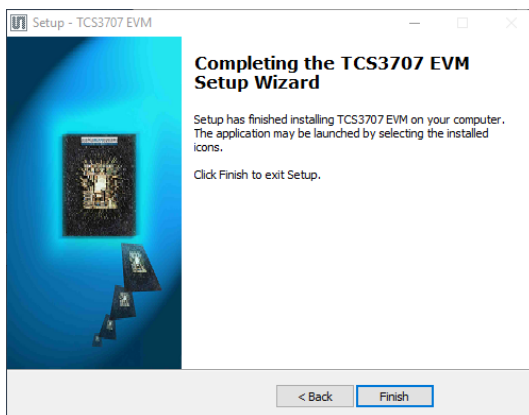 Setup - TCS3707 EVM
Completing the TCS3707 EVM
Setup Wizard
Setup has finished installing TCS3707 EVM on your computer.
The application may be launched by selecting the installed
icons.
Click Finish to exit Setup.
< Back
Finish